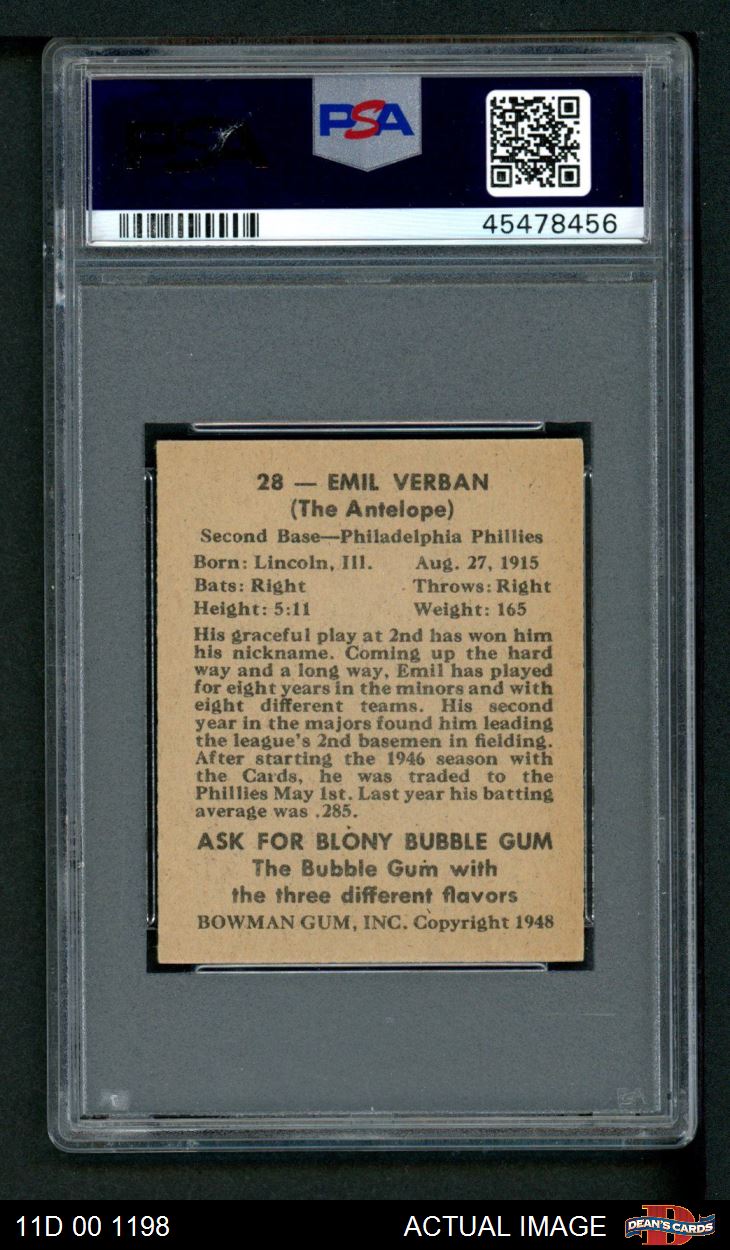 PSA
PSA
45478456
28 — EMIL VERBAN
(The Antelope)
Second Base—Philadelphia Phillies
Born: Lincoln, Ill. Aug. 27, 1915
Bats: Right Throws: Right
Height: 5:11 Weight: 165
His graceful play at 2nd has won him
his nickname. Coming up the hard
way and a long way, Emil has played
for eight years in the minors and with
eight different teams. His second
year in the majors found him leading
the league's 2nd basemen in fielding.
After starting the 1946 season with
the Cards, he was traded to the
Phillies May 1st. Last year his batting
average was .285.
ASK FOR BLONY BUBBLE GUM
The Bubble Gum with
the three different flavors
BOWMAN GUM, INC. Copyright 1948
11D 00 1198 ACTUAL IMAGE DEAN'S CARDS